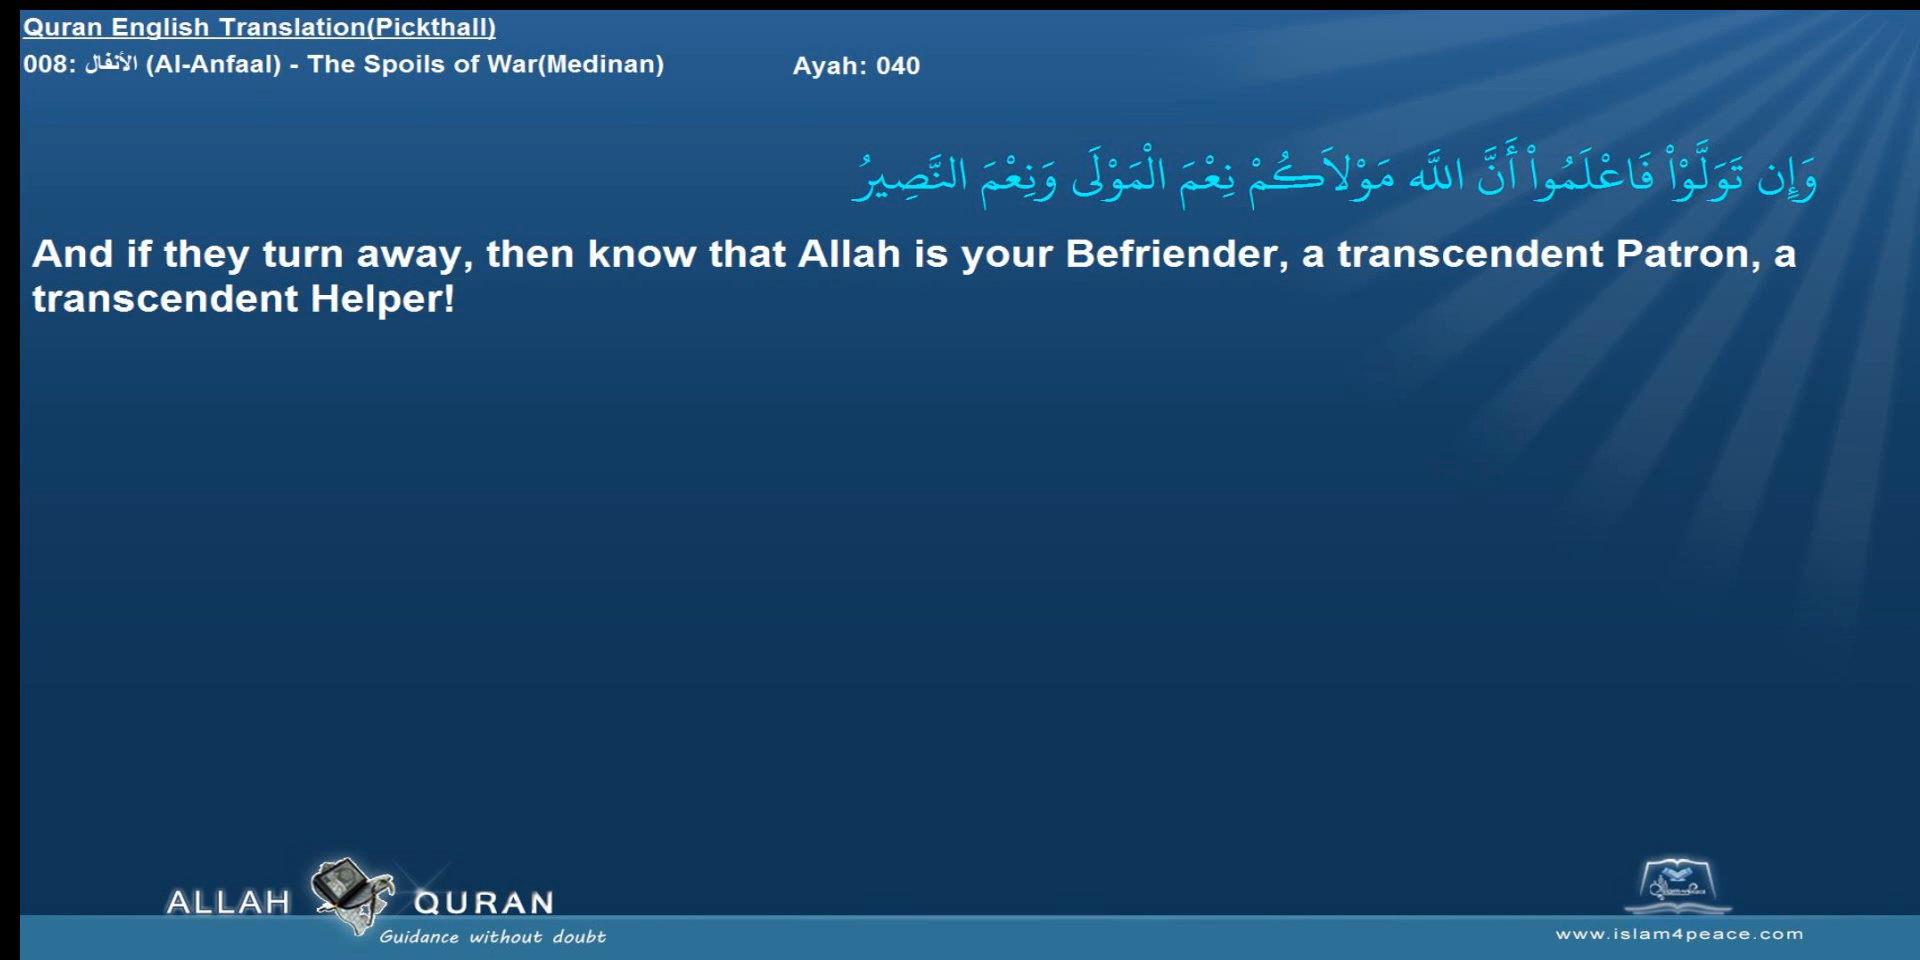 Quran English Translation(Pickthall)
008: الأنفال (Al-Anfaal) - The Spoils of War(Medinan) Ayah: 040
وَإِن تَوَلَّوْاْ فَاعْلَمُواْ أَنَّ اللَّه مَوْلاَكُمْ نِعْمَ الْمَوْلَى وَنِعْمَ النَّصِيرُ
And if they turn away, then know that Allah is your Befriender, a transcendent Patron, a
transcendent Helper!
ALLAH QURAN
Guidance without doubt
www.islam4peace.com